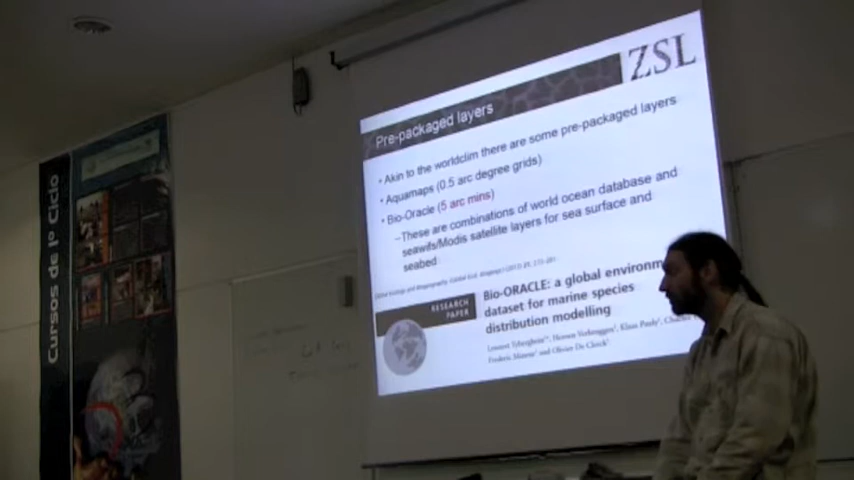 ZSL
Pre-packaged layers
• Akin to the worldclim there are some pre-packaged layers
• Aquamaps (0.5 arc degree grids)
• Bio-Oracle (5 arc mins)
–These are combinations of world ocean database and
seawifs/Modis satellite layers for sea surface and
seabed
RESEARCH
PAPER
Bio-ORACLE: a global environm
dataset for marine species
distribution modelling
Cursos de 1º Ciclo